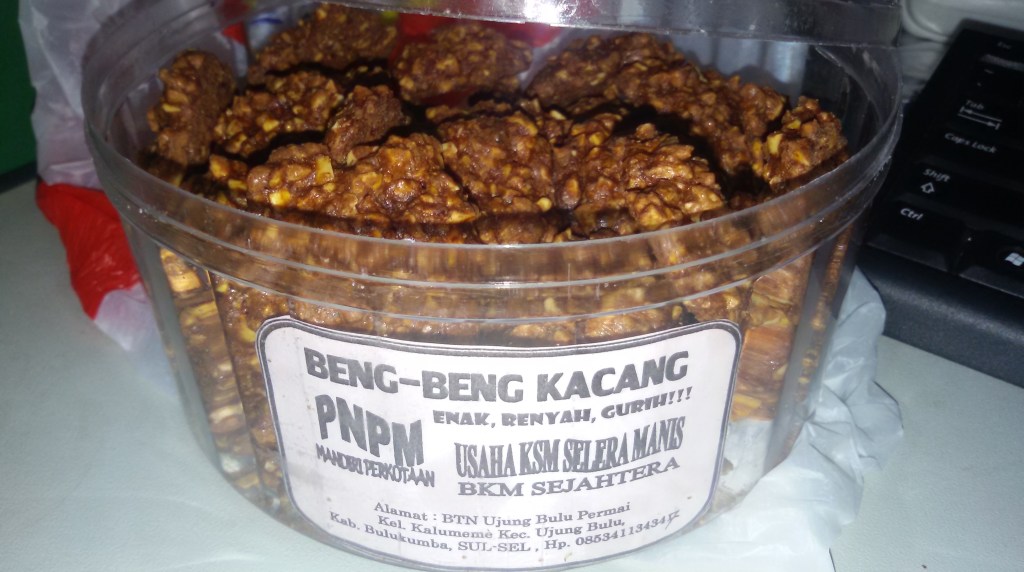 BENG-BENG KACANG
ENAK, RENYAH, GURIH!!!
PNPM
MANDIRI PERKOTAAN
USAHA KSM SELERA MANIS
BKM SEJAHTERA
Alamat : BTN Ujung Bulu Permai
Kel. Kalumeme Kec. Ujung Bulu,
Kab. Bulukumba, SUL-SEL , Hp.
Tab
Caps Lock
Shift
Ctrl